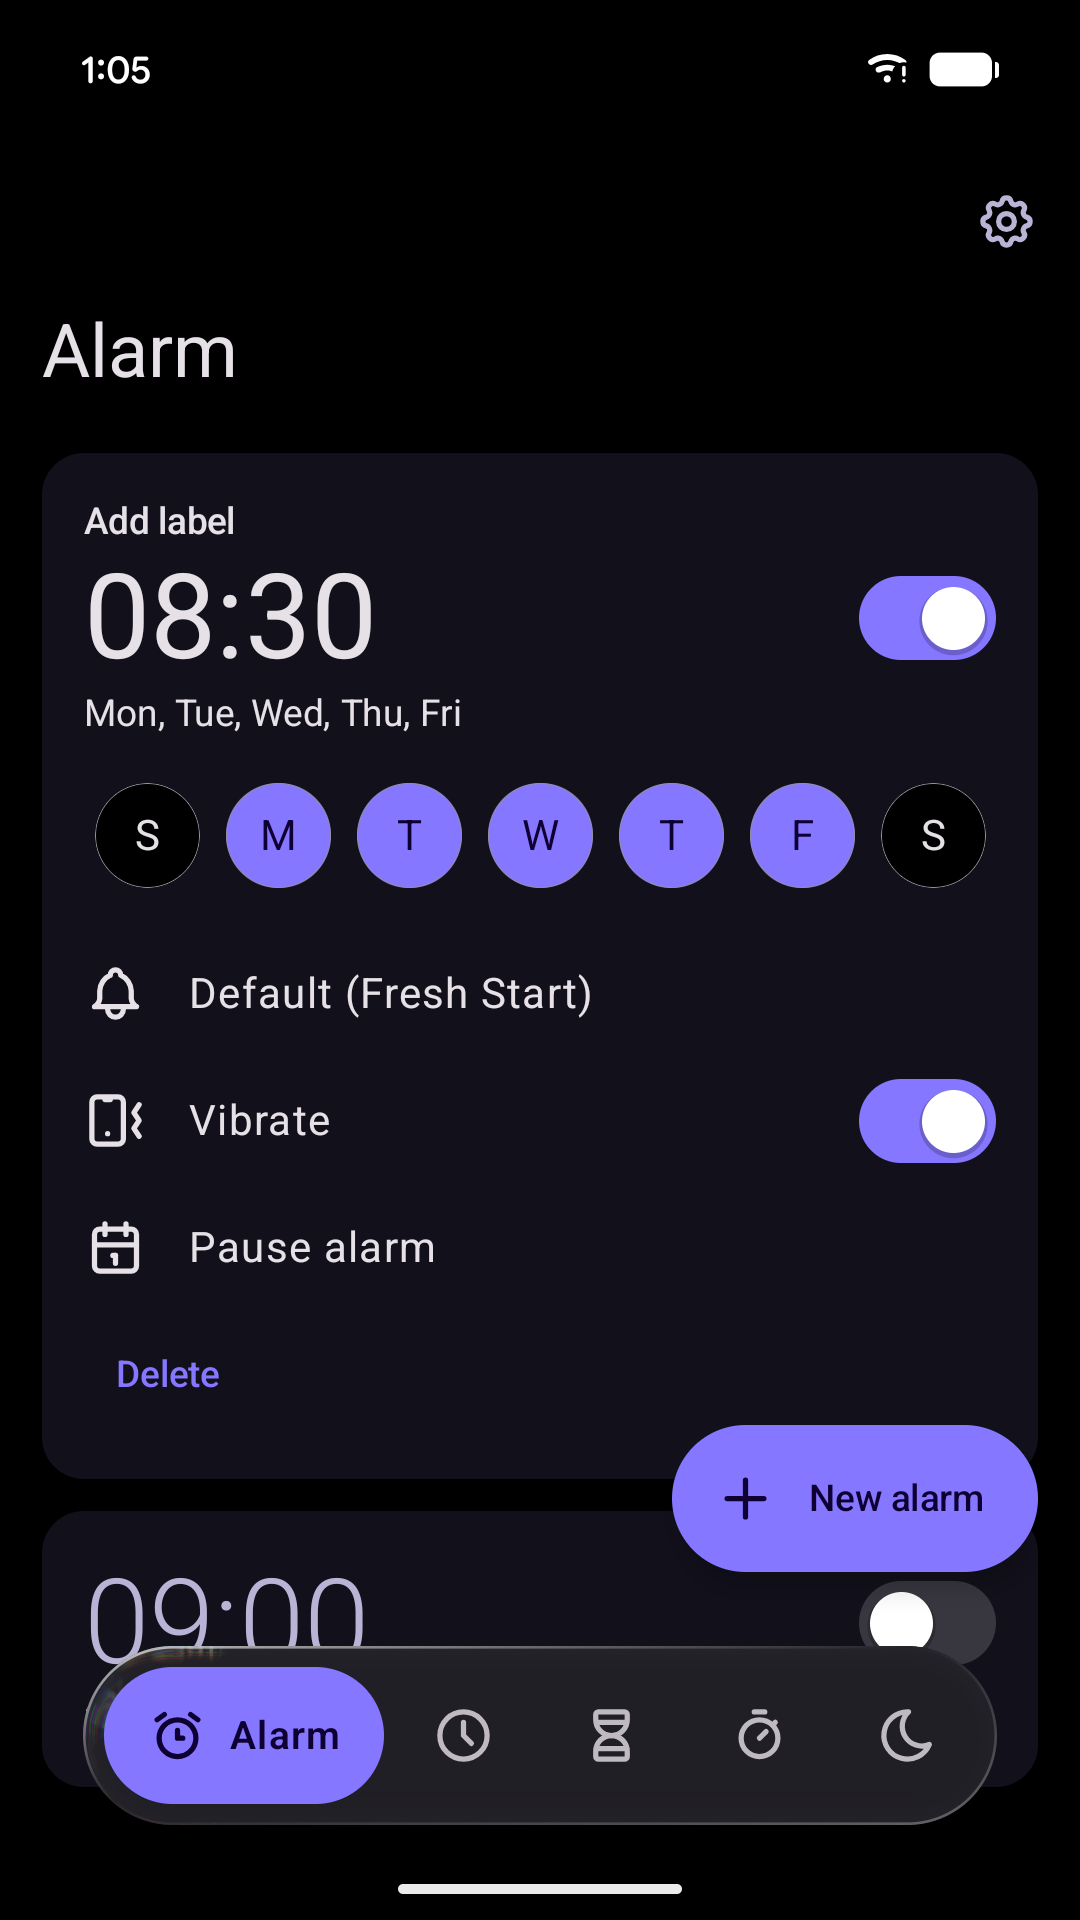 1:05
Alarm
Add label
08:30
Mon, Tue, Wed, Thu, Fri
S M T W T F S
Default (Fresh Start)
Vibrate
Pause alarm
Delete
New alarm
09:00
Alarm